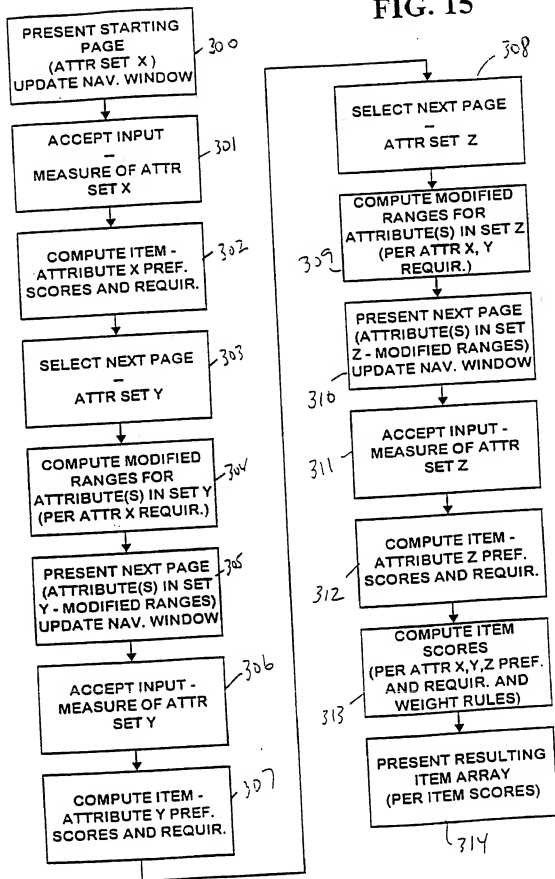 FIG. 15
PRESENT STARTING
PAGE
(ATTR SET X)
UPDATE NAV. WINDOW
300
ACCEPT INPUT
–
MEASURE OF ATTR
SET X
301
COMPUTE ITEM -
ATTRIBUTE X PREF.
SCORES AND REQUIR.
302
SELECT NEXT PAGE
–
ATTR SET Y
303
COMPUTE MODIFIED
RANGES FOR
ATTRIBUTE(S) IN SET Y
(PER ATTR X REQUIR.)
304
PRESENT NEXT PAGE
(ATTRIBUTE(S) IN SET
Y - MODIFIED RANGES)
UPDATE NAV. WINDOW
305
ACCEPT INPUT -
MEASURE OF ATTR
SET Y
306
COMPUTE ITEM -
ATTRIBUTE Y PREF.
SCORES AND REQUIR.
307
SELECT NEXT PAGE
–
ATTR SET Z
308
COMPUTE MODIFIED
RANGES FOR
ATTRIBUTE(S) IN SET Z
(PER ATTR X, Y
REQUIR.)
309
PRESENT NEXT PAGE
(ATTRIBUTE(S) IN SET
Z - MODIFIED RANGES)
UPDATE NAV. WINDOW
310
ACCEPT INPUT -
MEASURE OF ATTR
SET Z
311
COMPUTE ITEM -
ATTRIBUTE Z PREF.
SCORES AND REQUIR.
312
COMPUTE ITEM SCORES
(PER ATTR X,Y,Z PREF.
AND REQUIR. AND
WEIGHT RULES)
313
PRESENT RESULTING
ITEM ARRAY
(PER ITEM SCORES)
314